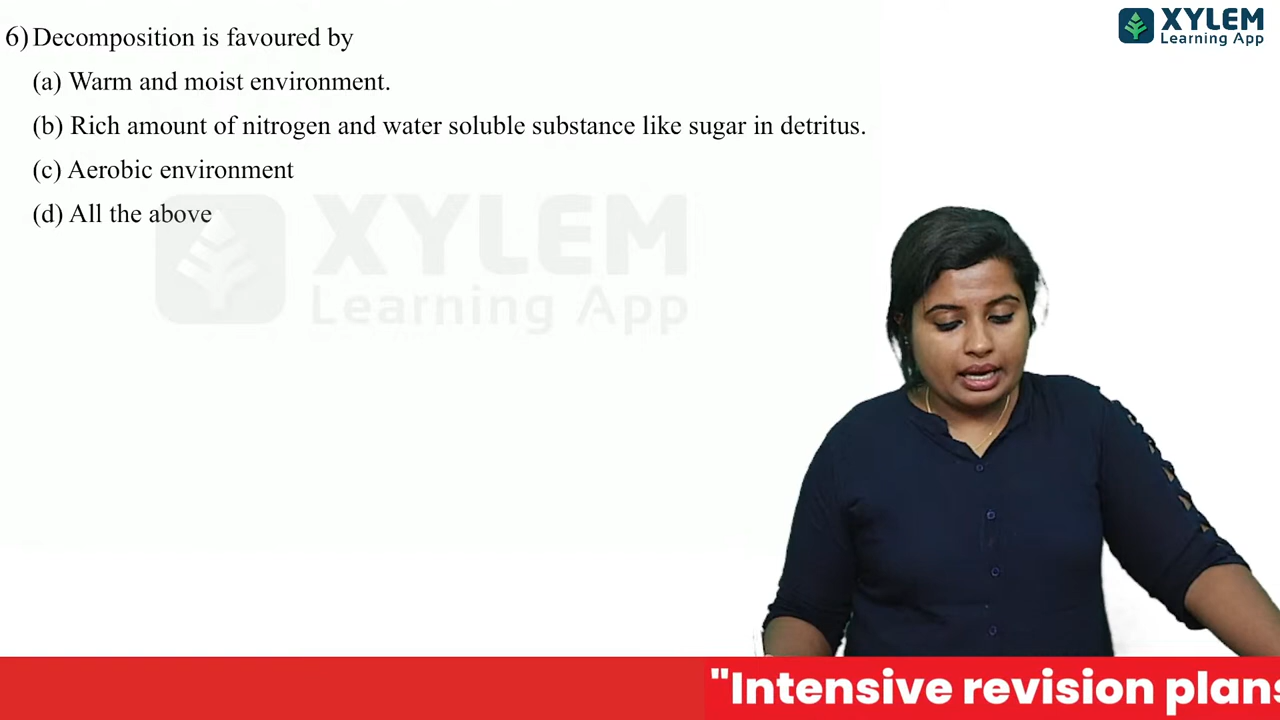 XYLEM
Learning App
6) Decomposition is favoured by
(a) Warm and moist environment.
(b) Rich amount of nitrogen and water soluble substance like sugar in detritus.
(c) Aerobic environment
(d) All the above
XYLEM
Learning App
"Intensive revision plans